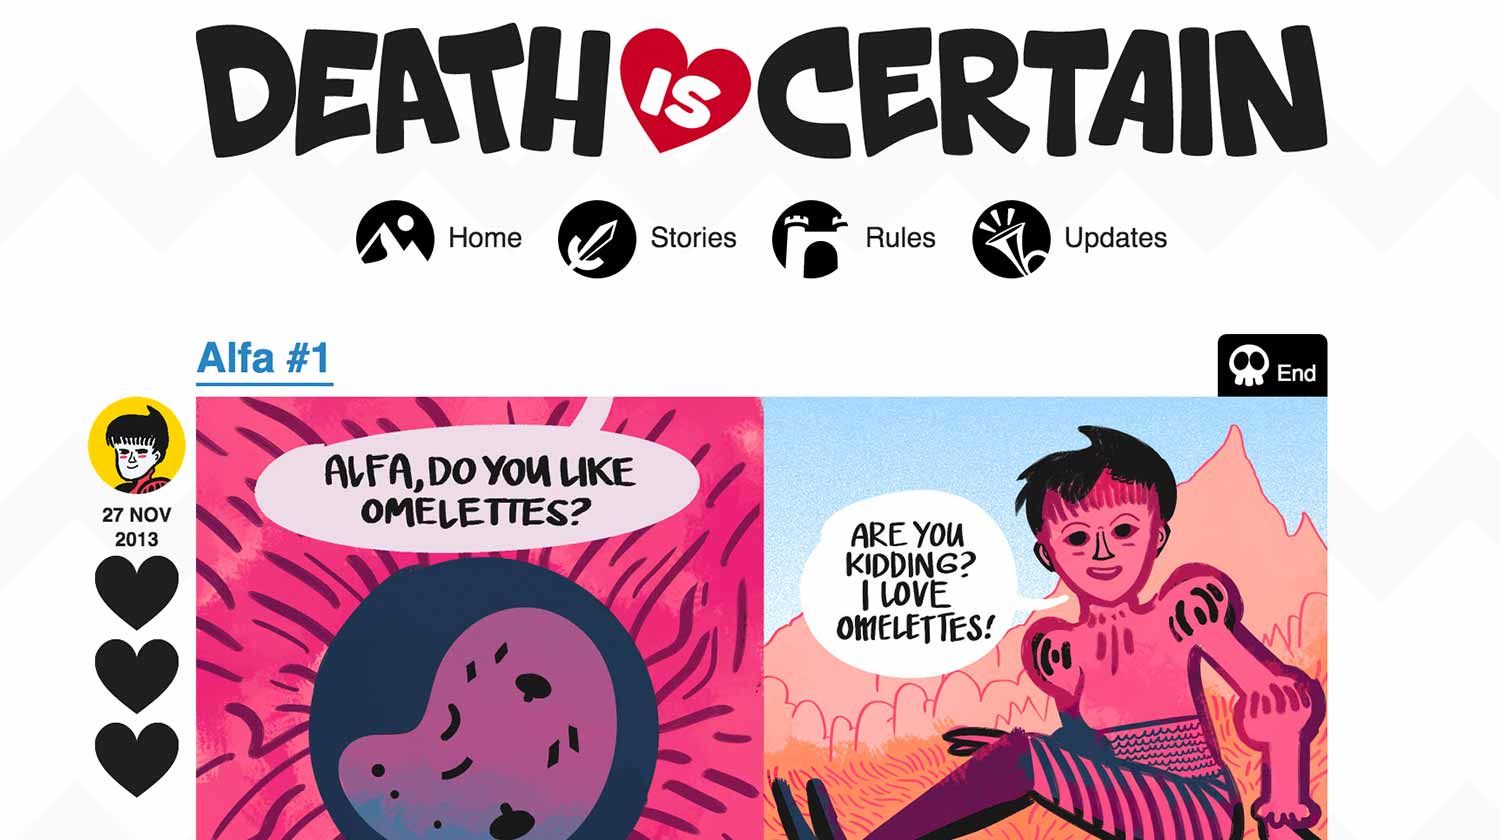 DEATH IS CERTAIN
Home Stories Rules Updates
Alfa #1
End
27 NOV
2013
ALFA, DO YOU LIKE
OMELETTES?
ARE YOU
KIDDING?
I LOVE
OMELETTES!